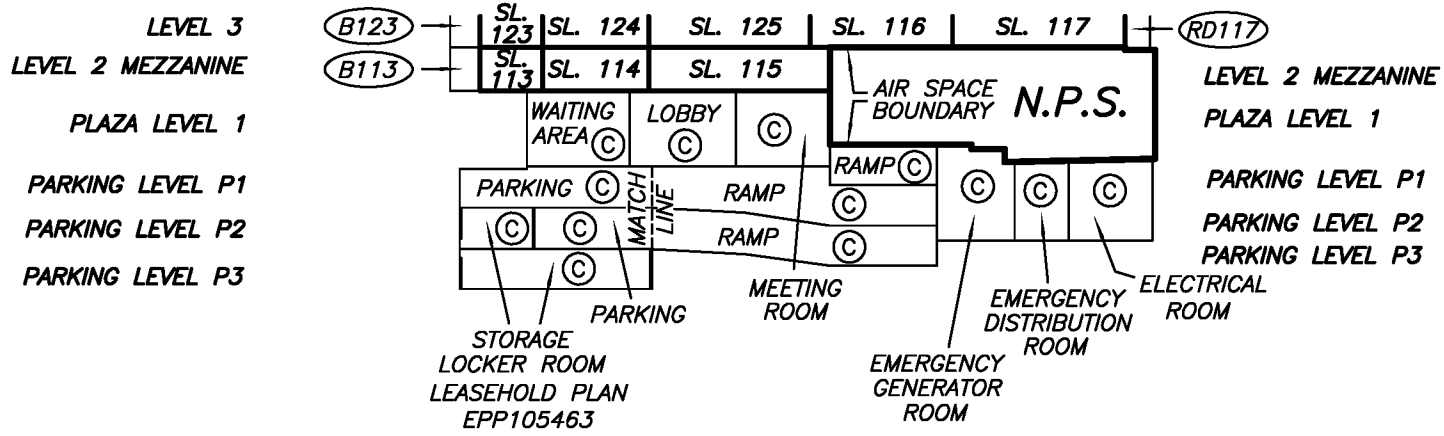 LEVEL 3
B123
SL. 123
SL. 124
SL. 125
SL. 116
SL. 117
RD117
LEVEL 2 MEZZANINE
B113
SL. 113
SL. 114
SL. 115
AIR SPACE
BOUNDARY
N.P.S.
LEVEL 2 MEZZANINE
PLAZA LEVEL 1
WAITING
AREA
C
LOBBY
C
C
PLAZA LEVEL 1
RAMP C
PARKING LEVEL P1
PARKING C
MATCH
LINE
RAMP
C
C
C
C
PARKING LEVEL P1
PARKING LEVEL P2
C
C
RAMP
C
PARKING LEVEL P2
PARKING LEVEL P3
C
PARKING LEVEL P3
STORAGE
LOCKER ROOM
LEASEHOLD PLAN
EPP105463
PARKING
MEETING
ROOM
EMERGENCY
GENERATOR
ROOM
EMERGENCY
DISTRIBUTION
ROOM
ELECTRICAL
ROOM